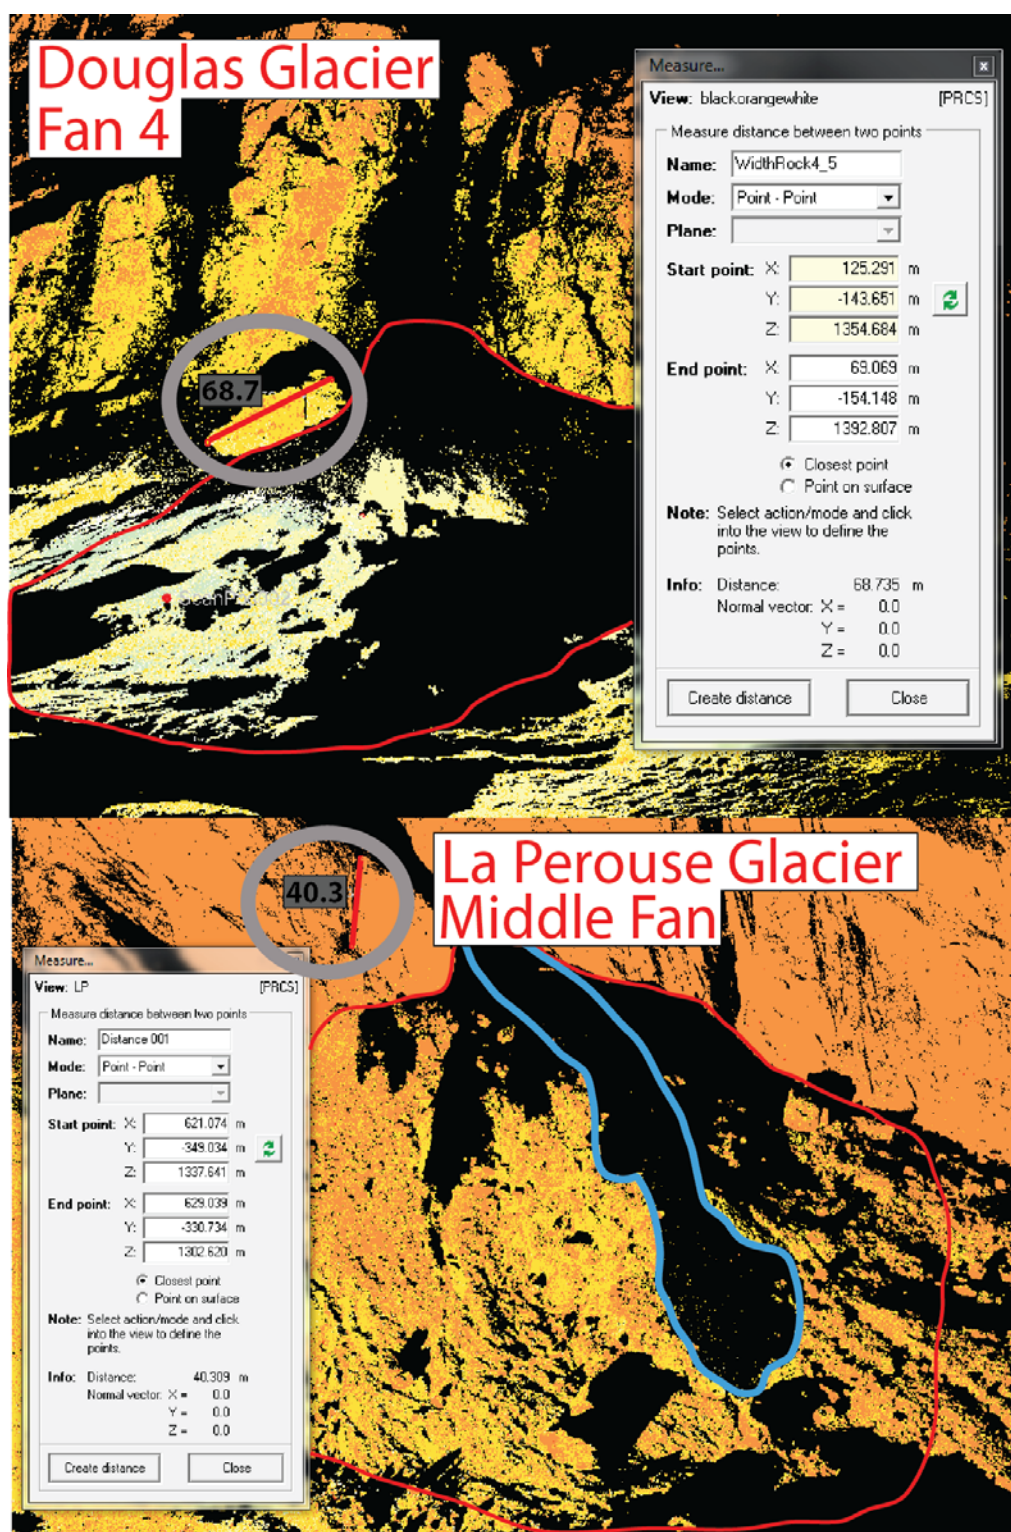 Douglas Glacier
Fan 4
68.7
Measure...
View: blackorangewhite [PRCS]
Measure distance between two points
Name: WidthRock4_5
Mode: Point - Point
Plane:
Start point: X: 125.291 m
Y: -143.651 m
Z: 1354.684 m
End point: X: 69.069 m
Y: -154.148 m
Z: 1392.807 m
Closest point
Point on surface
Note: Select action/mode and click
into the view to define the
points.
Info: Distance: 68.735 m
Normal vector: X = 0.0
Y = 0.0
Z = 0.0
Create distance Close
La Perouse Glacier
Middle Fan
40.3
Measure...
View: LP [PRCS]
Measure distance between two points
Name: Distance 001
Mode: Point - Point
Plane:
Start point: X: 621.074 m
Y: -349.034 m
Z: 1337.641 m
End point: X: 629.039 m
Y: -330.734 m
Z: 1302.620 m
Closest point
Point on surface
Note: Select action/mode and click
into the view to define the
points.
Info: Distance: 40.309 m
Normal vector: X = 0.0
Y = 0.0
Z = 0.0
Create distance Close